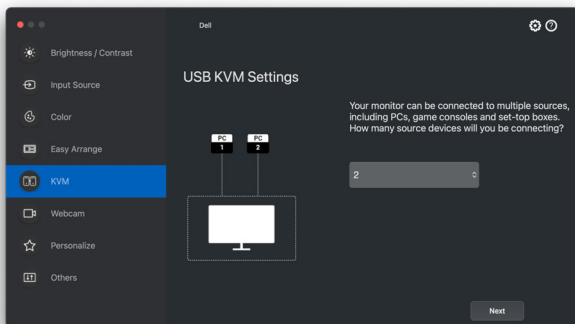 Dell
Brightness / Contrast
Input Source
Color
Easy Arrange
KVM
Webcam
Personalize
Others
USB KVM Settings
PC PC
1 2
Your monitor can be connected to multiple sources,
including PCs, game consoles and set-top boxes.
How many source devices will you be connecting?
2
Next